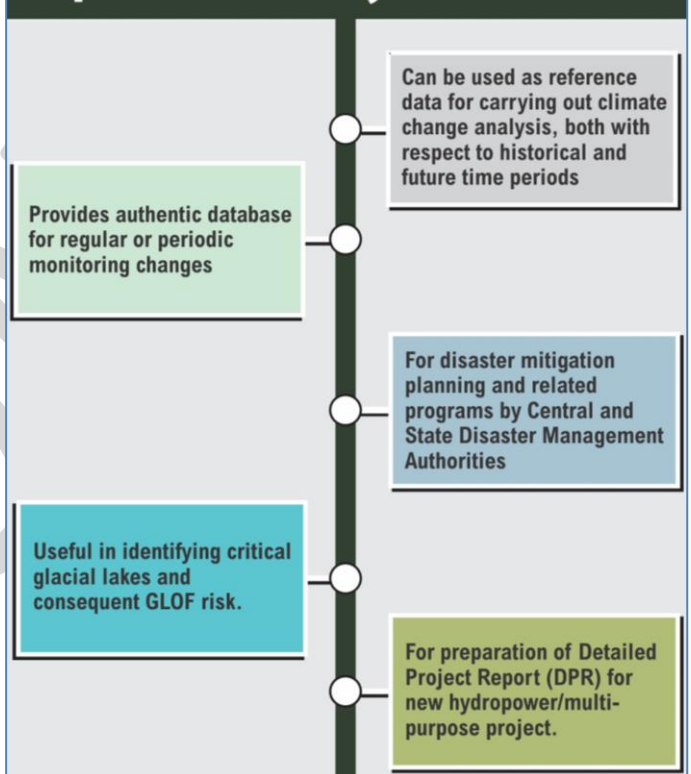 Can be used as reference
data for carrying out climate
change analysis, both with
respect to historical and
future time periods
Provides authentic database
for regular or periodic
monitoring changes
For disaster mitigation
planning and related
programs by Central and
State Disaster Management
Authorities
Useful in identifying critical
glacial lakes and
consequent GLOF risk.
For preparation of Detailed
Project Report (DPR) for
new hydropower/multi-
purpose project.